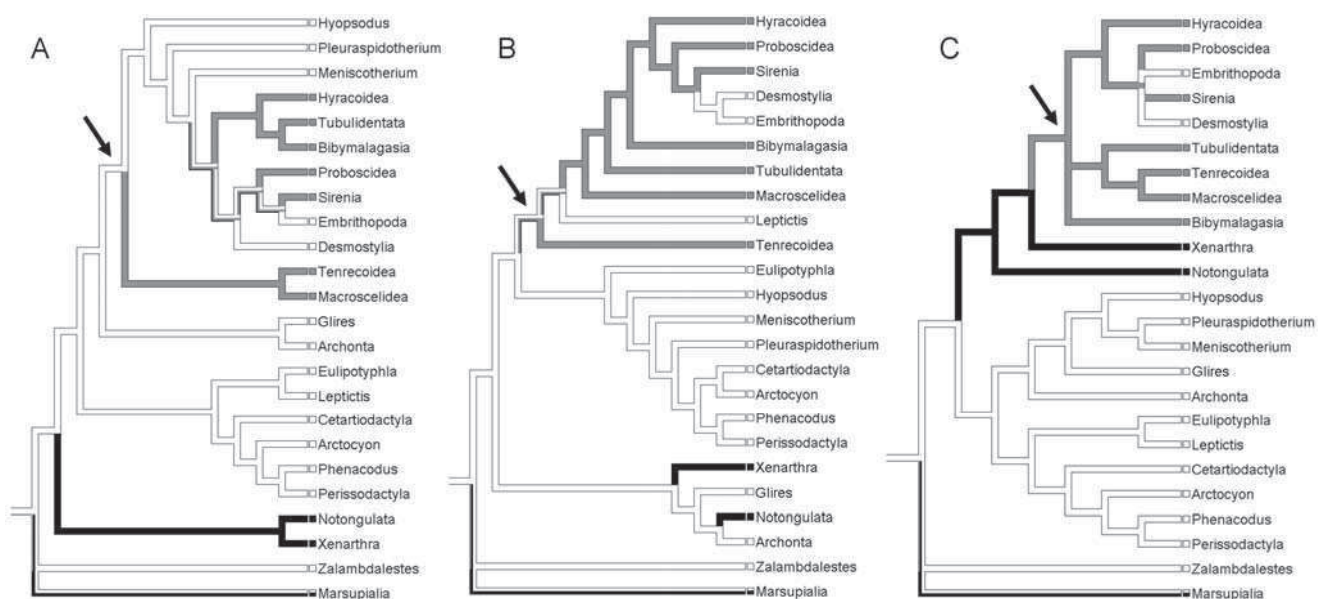 A
Hyopsodus
Pleuraspidotherium
Meniscotherium
Hyracoidea
Tubulidentata
Bibymalagasia
Proboscidea
Sirenia
Embrithopoda
Desmostylia
Tenrecoidea
Macroscelidea
Glires
Archonta
Eulipotyphla
Leptictis
Cetartiodactyla
Arctocyon
Phenacodus
Perissodactyla
Notongulata
Xenarthra
Zalambdalestes
Marsupialia
B
Hyracoidea
Proboscidea
Sirenia
Desmostylia
Embrithopoda
Bibymalagasia
Tubulidentata
Macroscelidea
Leptictis
Tenrecoidea
Eulipotyphla
Hyopsodus
Meniscotherium
Pleuraspidotherium
Cetartiodactyla
Arctocyon
Phenacodus
Perissodactyla
Xenarthra
Glires
Notongulata
Archonta
Zalambdalestes
Marsupialia
C
Hyracoidea
Proboscidea
Embrithopoda
Sirenia
Desmostylia
Tubulidentata
Tenrecoidea
Macroscelidea
Bibymalagasia
Xenarthra
Notongulata
Hyopsodus
Pleuraspidotherium
Meniscotherium
Glires
Archonta
Eulipotyphla
Leptictis
Cetartiodactyla
Arctocyon
Phenacodus
Perissodactyla
Zalambdalestes
Marsupialia